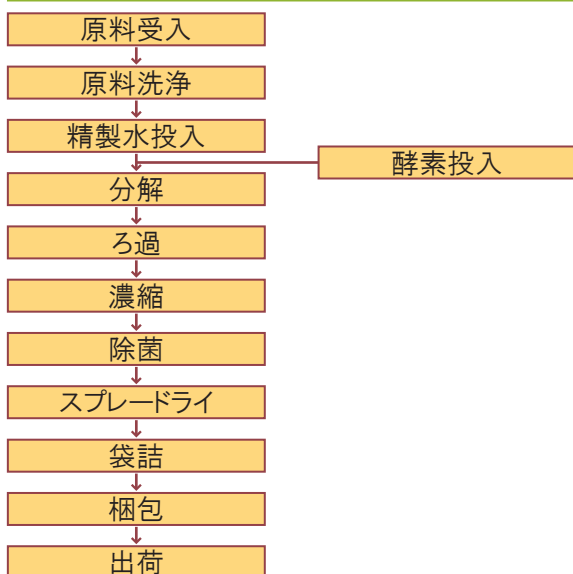 原料受入
原料洗浄
精製水投入
酵素投入
分解
ろ過
濃縮
除菌
スプレードライ
袋詰
梱包
出荷